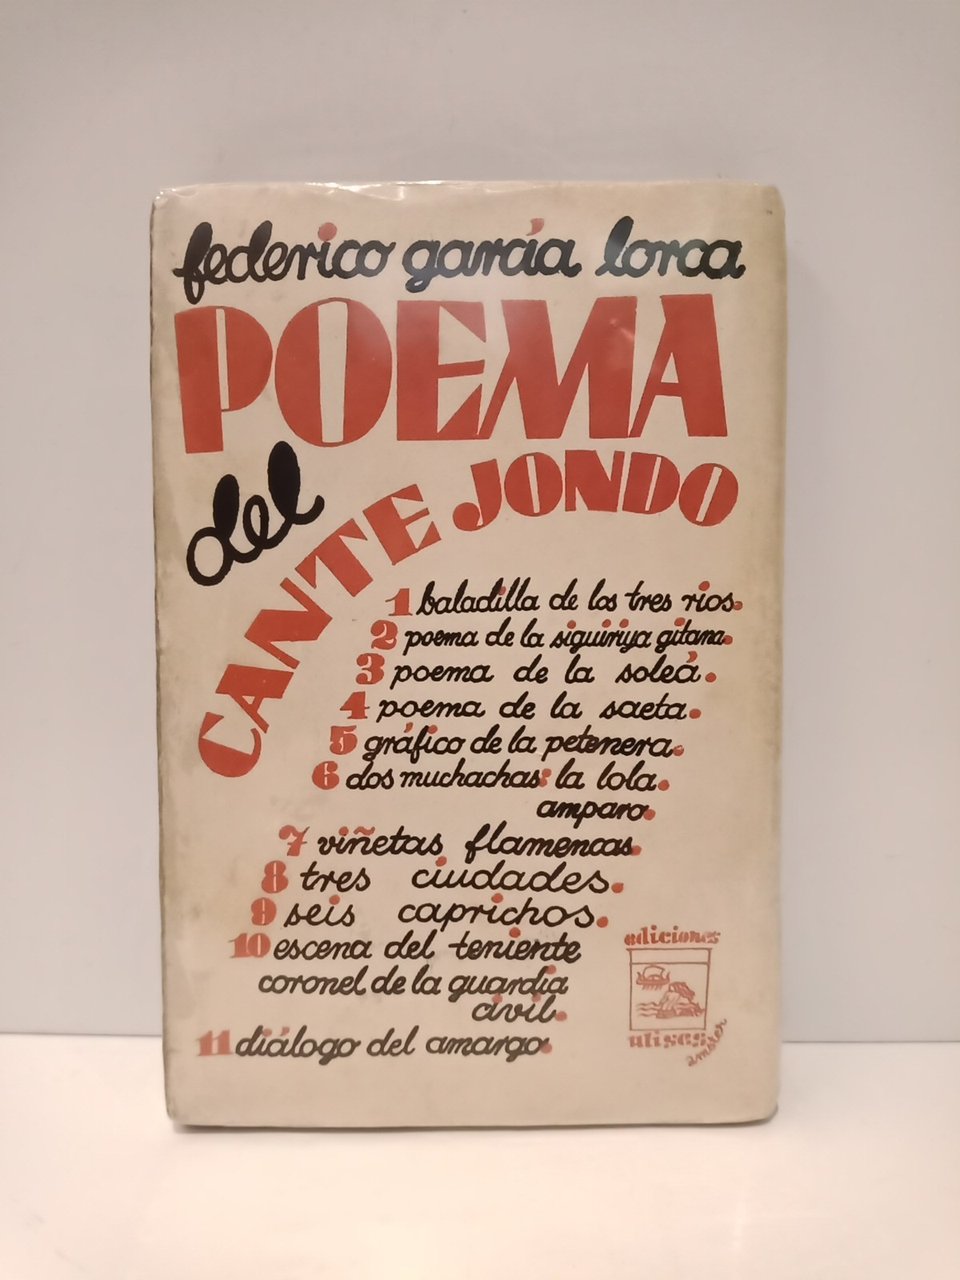 federico garcía lorca
POEMA
del
CANTE JONDO
1 baladilla de los tres rios.
2 poema de la siguiriya gitana.
3 poema de la soleá.
4 poema de la saeta.
5 gráfico de la petenera.
6 dos muchachas: la lola.
amparo.
7 viñetas flamencas.
8 tres ciudades.
9 seis caprichos.
10 escena del teniente
coronel de la guardia
civil.
11 diálogo del amargo.
ediciones
ulises
amster